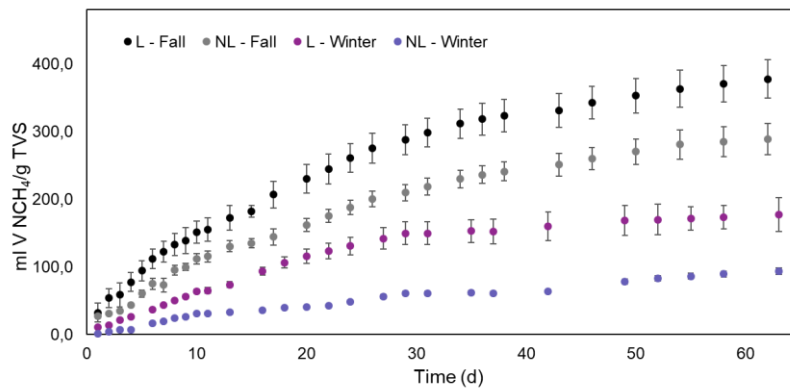 L - Fall NL - Fall L - Winter NL - Winter
400,0
300,0
200,0
100,0
0,0
ml V NCH₄/g TVS
0 10 20 30 40 50 60
Time (d)